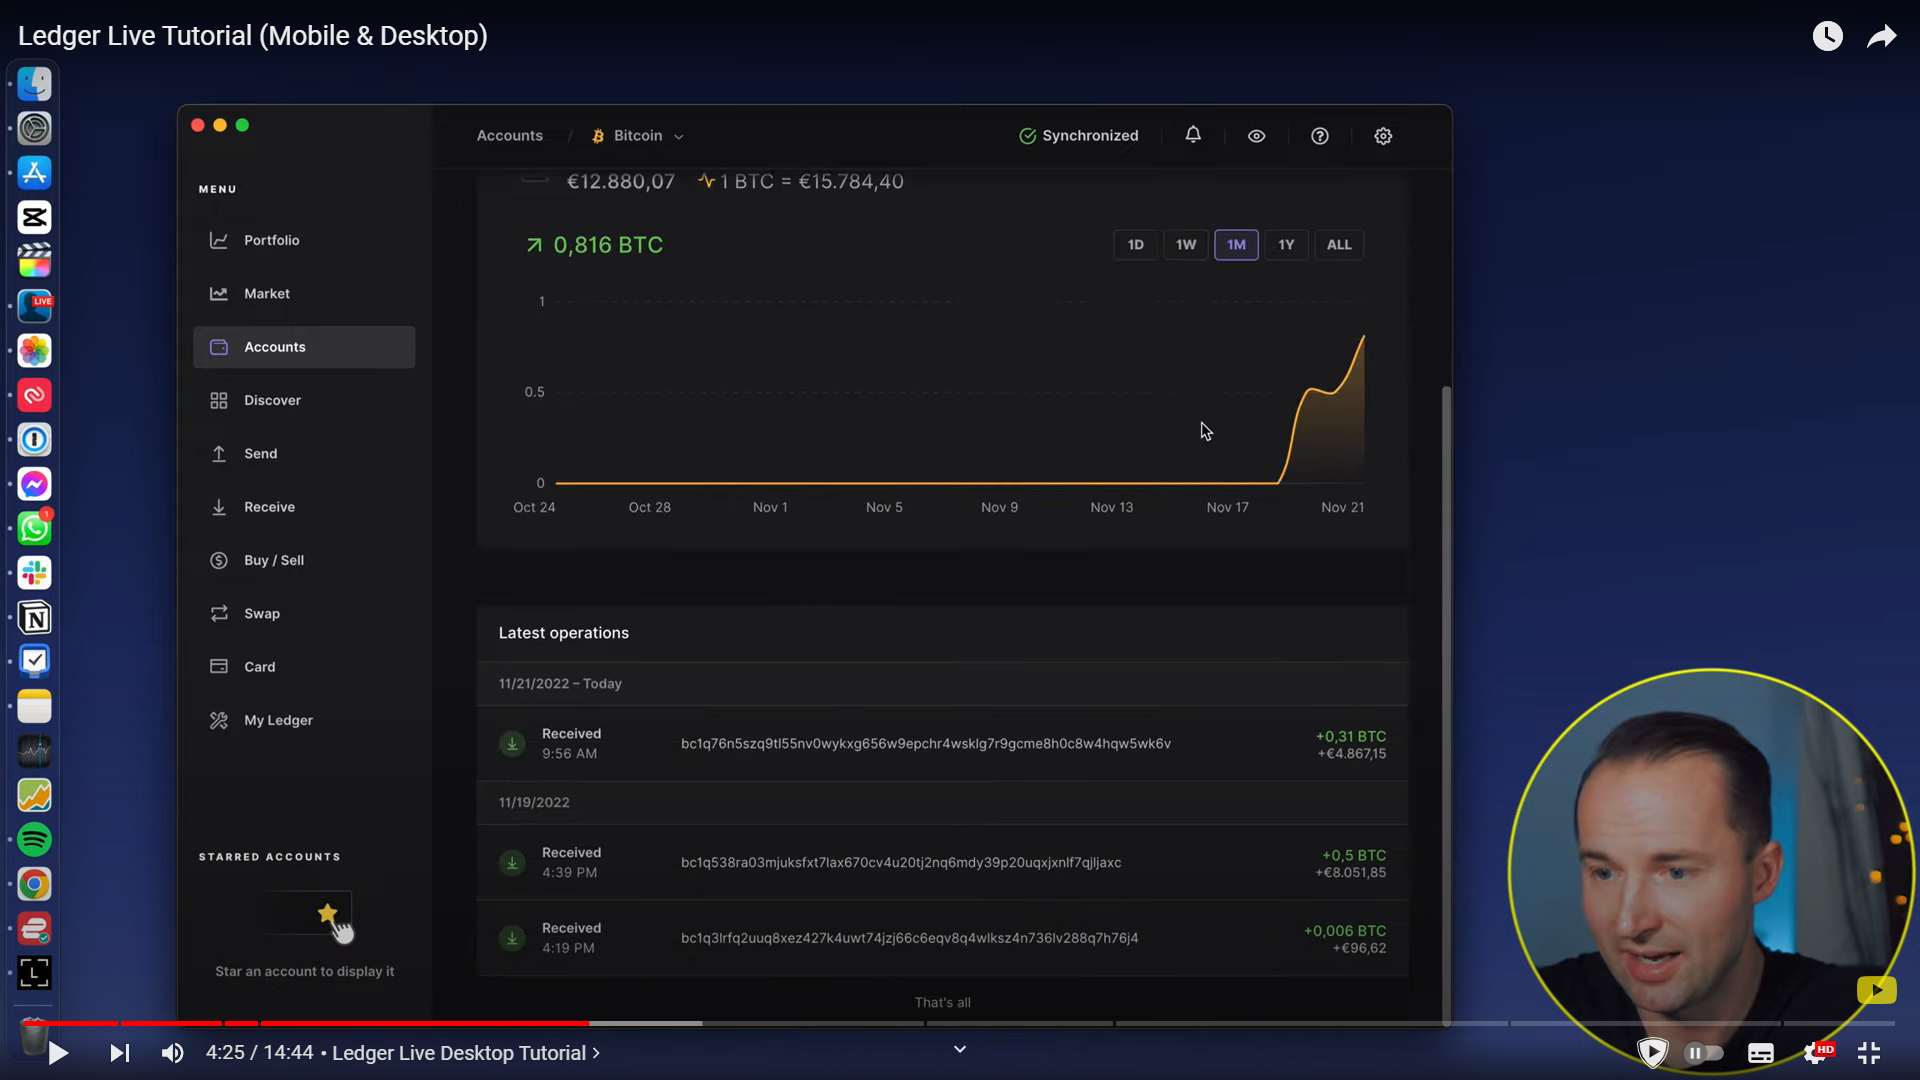 Ledger Live Tutorial (Mobile & Desktop)
LIVE
1
Accounts / Bitcoin
Synchronized
MENU
Portfolio
Market
Accounts
Discover
Send
Receive
Buy / Sell
Swap
Card
My Ledger
STARRED ACCOUNTS
Star an account to display it
€12.880,07
1 BTC = €15.784,40
0,816 BTC
1D 1W 1M 1Y ALL
1
0.5
0
Oct 24 Oct 28 Nov 1 Nov 5 Nov 9 Nov 13 Nov 17 Nov 21
Latest operations
11/21/2022 – Today
Received
9:56 AM
bc1q76n5szq9tl55nv0wykxg656w9epchr4wsklg7r9gcme8h0c8w4hqw5wk6v
+0,31 BTC
+€4.867,15
11/19/2022
Received
4:39 PM
bc1q538ra03mjuksfxt7lax670cv4u20tj2nq6mdy39p20uqxjxnlf7qjljaxc
+0,5 BTC
+€8.051,85
Received
4:19 PM
bc1q3lrfq2uuq8xez427k4uwt74jzj66c6eqv8q4wlksz4n736lv288q7h76j4
+0,006 BTC
+€96,62
That's all
4:25 / 14:44 • Ledger Live Desktop Tutorial >
HD